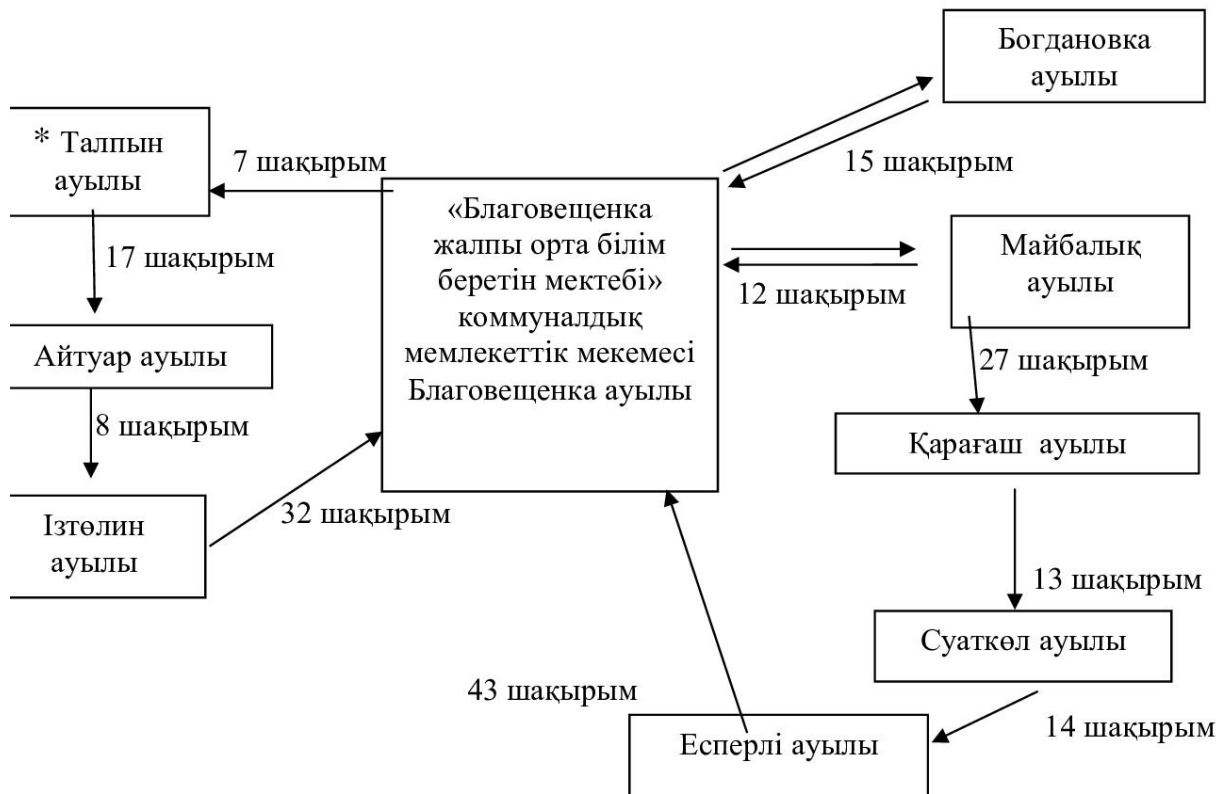 Богдановка
ауылы
* Талпын
ауылы
7 шақырым
15 шақырым
«Благовещенка
жалпы орта білім
беретін мектебі»
коммуналдық
мемлекеттік мекемесі
Благовещенка ауылы
Майбалық
ауылы
17 шақырым
12 шақырым
Айтуар ауылы
27 шақырым
8 шақырым
Қарағаш ауылы
Ізтөлин
ауылы
32 шақырым
13 шақырым
Суаткөл ауылы
43 шақырым
14 шақырым
Есперлі ауылы